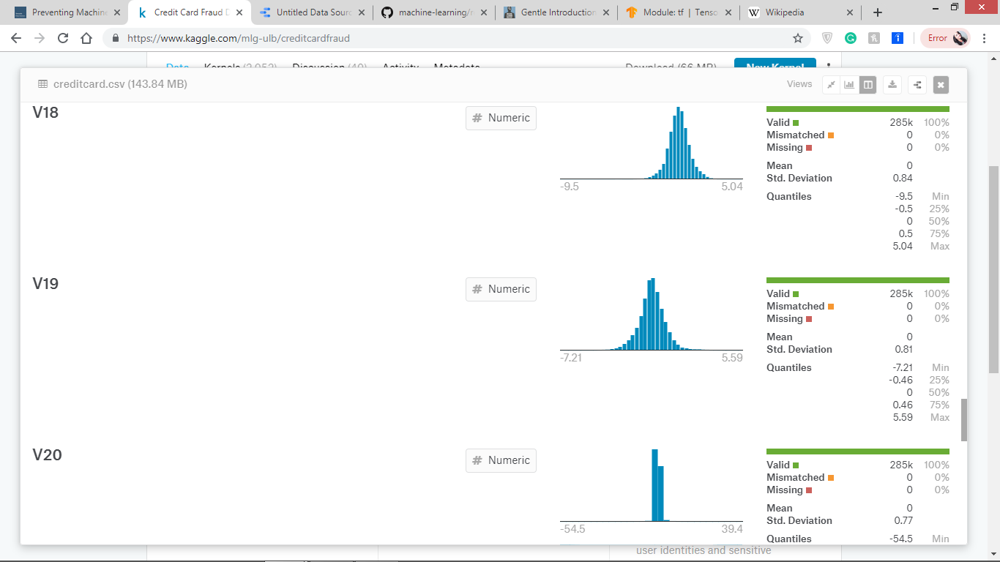 Preventing Machine
Credit Card Fraud D
Untitled Data Sourc
machine-learning/r
Gentle Introduction
Module: tf | Tenso
Wikipedia
https://www.kaggle.com/mlg-ulb/creditcardfraud
Error
Data Kernels (2,052) Discussion (40) Activity Metadata Download (66 MB) New Kernel
creditcard.csv (143.84 MB)
Views
V18
# Numeric
-9.5 5.04
Valid 285k 100%
Mismatched 0 0%
Missing 0 0%
Mean 0
Std. Deviation 0.84
Quantiles -9.5 Min
-0.5 25%
0 50%
0.5 75%
5.04 Max
V19
# Numeric
-7.21 5.59
Valid 285k 100%
Mismatched 0 0%
Missing 0 0%
Mean 0
Std. Deviation 0.81
Quantiles -7.21 Min
-0.46 25%
0 50%
0.46 75%
5.59 Max
V20
# Numeric
-54.5 39.4
Valid 285k 100%
Mismatched 0 0%
Missing 0 0%
Mean 0
Std. Deviation 0.77
Quantiles -54.5 Min
user identities and sensitive